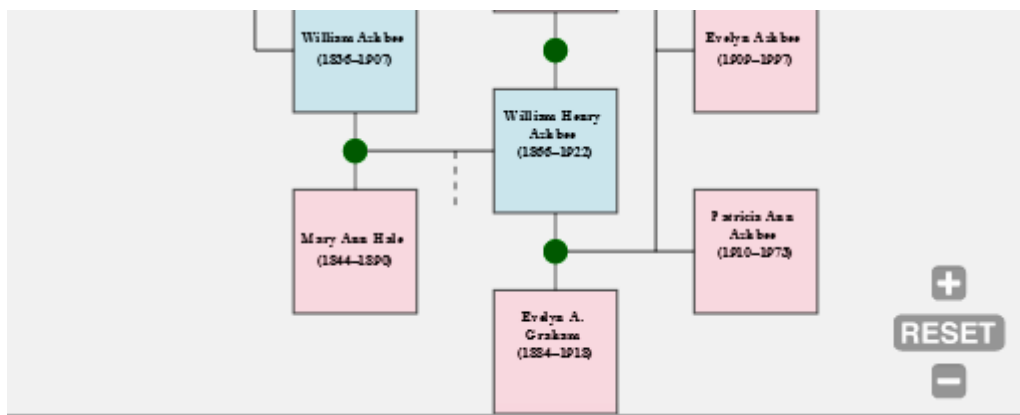 William Ashbee
(1836–1907)
Evelyn Ashbee
(1909–1997)
William Henry
Ashbee
(1866–1922)
Mary Ann Hale
(1844–1890)
Patricia Ann
Ashbee
(1910–1973)
Evelyn A.
Graham
(1884–1918)
RESET